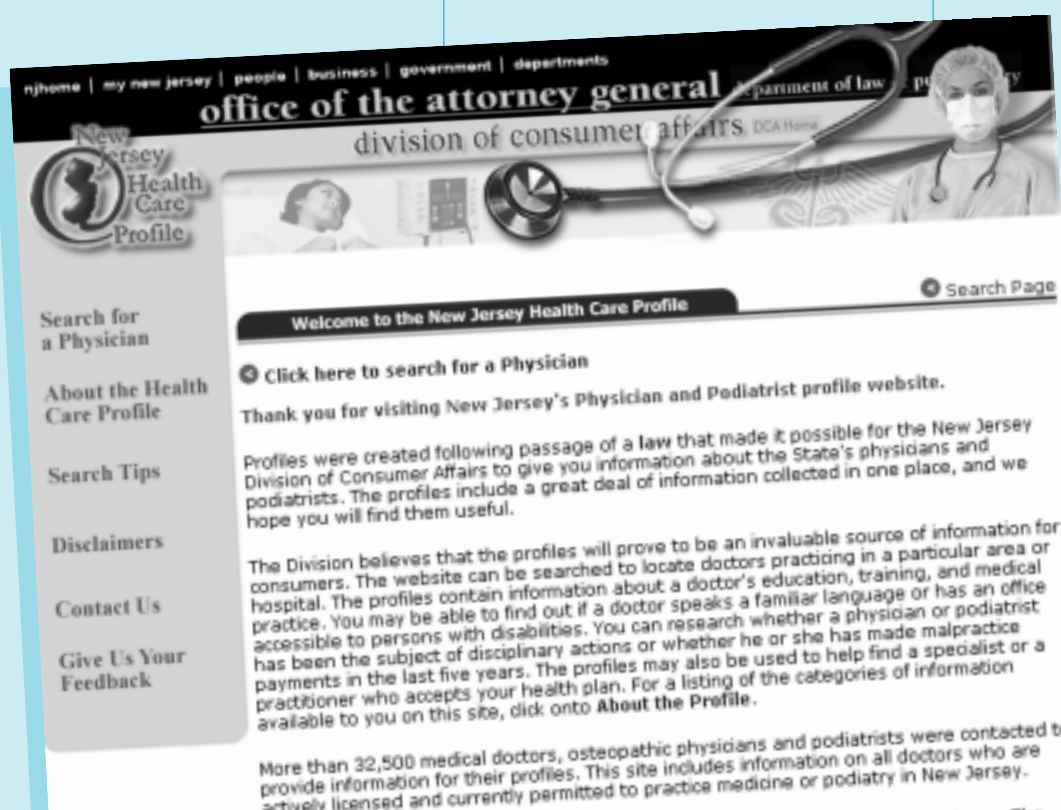 njhome | my new jersey | people | business | government | departments
office of the attorney general department of law
division of consumer affairs DCA Home
New
Jersey
Health
Care
Profile
Search for
a Physician
About the Health
Care Profile
Search Tips
Disclaimers
Contact Us
Give Us Your
Feedback
Search Page
Welcome to the New Jersey Health Care Profile
Click here to search for a Physician
Thank you for visiting New Jersey's Physician and Podiatrist profile website.
Profiles were created following passage of a law that made it possible for the New Jersey
Division of Consumer Affairs to give you information about the State's physicians and
podiatrists. The profiles include a great deal of information collected in one place, and we
hope you will find them useful.
The Division believes that the profiles will prove to be an invaluable source of information for
consumers. The website can be searched to locate doctors practicing in a particular area or
hospital. The profiles contain information about a doctor's education, training, and medical
practice. You may be able to find out if a doctor speaks a familiar language or has an office
accessible to persons with disabilities. You can research whether a physician or podiatrist
has been the subject of disciplinary actions or whether he or she has made malpractice
payments in the last five years. The profiles may also be used to help find a specialist or a
practitioner who accepts your health plan. For a listing of the categories of information
available to you on this site, click onto About the Profile.
More than 32,500 medical doctors, osteopathic physicians and podiatrists were contacted to
provide information for their profiles. This site includes information on all doctors who are
actively licensed and currently permitted to practice medicine or podiatry in New Jersey.